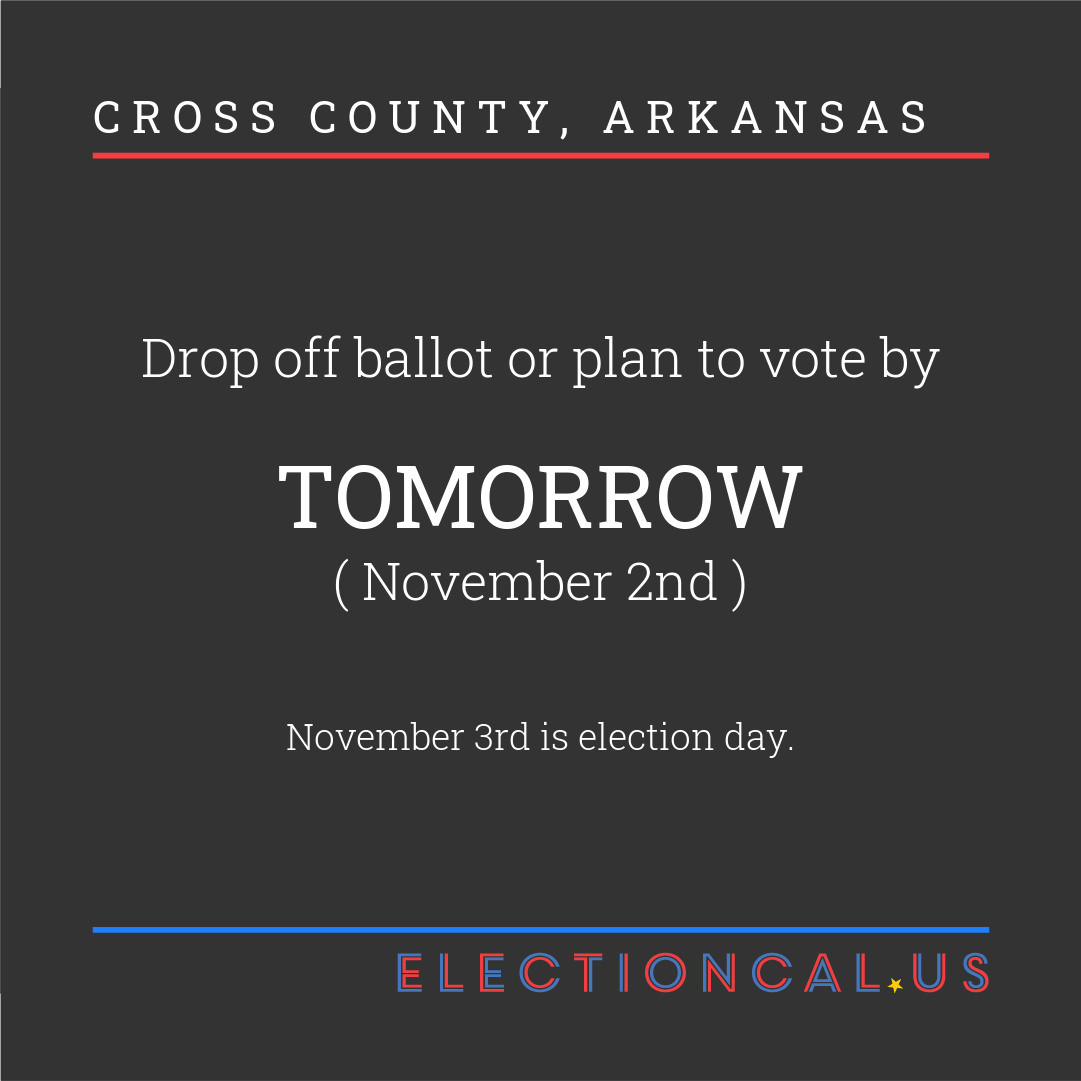 CROSS COUNTY, ARKANSAS
Drop off ballot or plan to vote by
TOMORROW
( November 2nd )
November 3rd is election day.
ELECTIONCAL.US